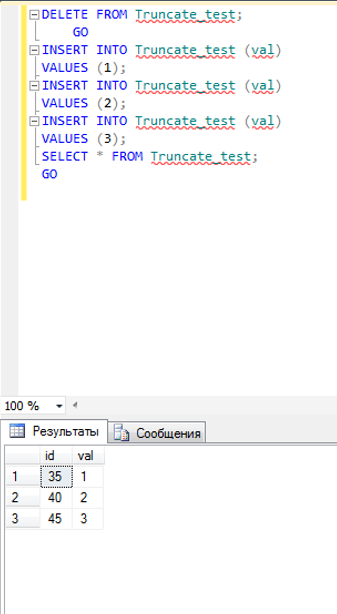 DELETE FROM Truncate_test;
GO
INSERT INTO Truncate_test (val)
VALUES (1);
INSERT INTO Truncate_test (val)
VALUES (2);
INSERT INTO Truncate_test (val)
VALUES (3);
SELECT * FROM Truncate_test;
GO
100 %
Результаты Сообщения
id val
1 35 1
2 40 2
3 45 3